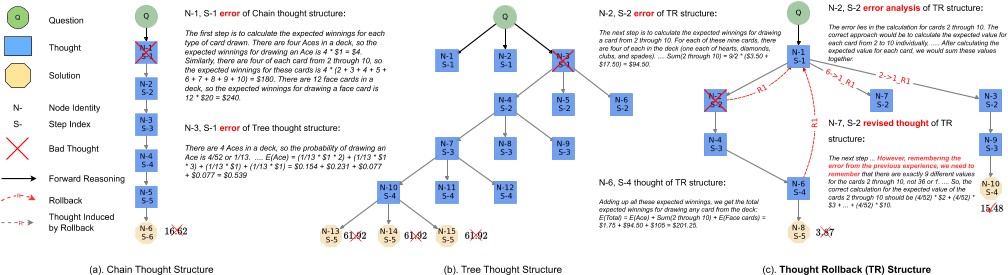 Q
Question
Thought
Solution
N-
Node Identity
S-
Step Index
Bad Thought
Forward Reasoning
R
Rollback
R
Thought Induced
by Rollback
Q
N-1
S-1
N-2
S-2
N-3
S-3
N-4
S-4
N-5
S-5
N-6
S-6
16.62
N-1, S-1 error of Chain thought structure:
The first step is to calculate the expected winnings for each
type of card drawn. There are four Aces in a deck, so the
expected winnings for drawing an Ace is 4 * $1 = $4.
Similarly, there are four of each card from 2 through 10, so
the expected winnings for these cards is 4 * (2 + 3 + 4 + 5 +
6 + 7 + 8 + 9 + 10) = $180. There are 12 face cards in a
deck, so the expected winnings for drawing a face card is
12 * $20 = $240.
N-3, S-1 error of Tree thought structure:
There are 4 Aces in a deck, so the probability of drawing an
Ace is 4/52 or 1/13. .... E(Ace) = (1/13 * $1 * 2) + (1/13 * $1
* 3) + (1/13 * $1) + (1/13 * $1) = $0.154 + $0.231 + $0.077
+ $0.077 = $0.539
Q
N-1
S-1
N-2
S-1
N-3
S-1
N-4
S-2
N-5
S-2
N-6
S-2
N-7
S-3
N-8
S-3
N-9
S-3
N-10
S-4
N-11
S-4
N-12
S-4
N-13
S-5
61.92
N-14
S-5
61.92
N-15
S-5
61.92
N-2, S-2 error of TR structure:
The next step is to calculate the expected winnings for drawing
a card from 2 through 10. For each of these nine cards, there
are four of each in the deck (one each of hearts, diamonds,
clubs, and spades). .... Sum(2 through 10) = 9/2 * ($3.50 +
$17.50) = $94.50.
N-6, S-4 thought of TR structure:
Adding up all these expected winnings, we get the total
expected winnings for drawing any card from the deck:
E(Total) = E(Ace) + Sum(2 through 10) + E(Face cards) =
$1.75 + $94.50 + $105 = $201.25.
Q
N-1
S-1
N-2
S-2
R1
R1
6->1_R1
2->1_R1
N-7
S-2
N-3
S-2
N-4
S-3
N-9
S-3
N-6
S-4
N-10
S-4
15.48
N-8
S-5
3.87
N-2, S-2 error analysis of TR structure:
The error lies in the calculation for cards 2 through 10. The
correct approach would be to calculate the expected value for
each card from 2 to 10 individually, .... After calculating the
expected value for each card, we would sum these values
together.
N-7, S-2 revised thought of TR
structure:
The next step ... However, remembering the
error from the previous experience, we need to
remember that there are exactly 9 different values
for the cards 2 through 10, not 36 or 1. .... So, the
correct calculation for the expected value of the
cards 2 through 10 should be (4/52) * $2 + (4/52) *
$3 + ... + (4/52) * $10.
(a). Chain Thought Structure
(b). Tree Thought Structure
(c). Thought Rollback (TR) Structure